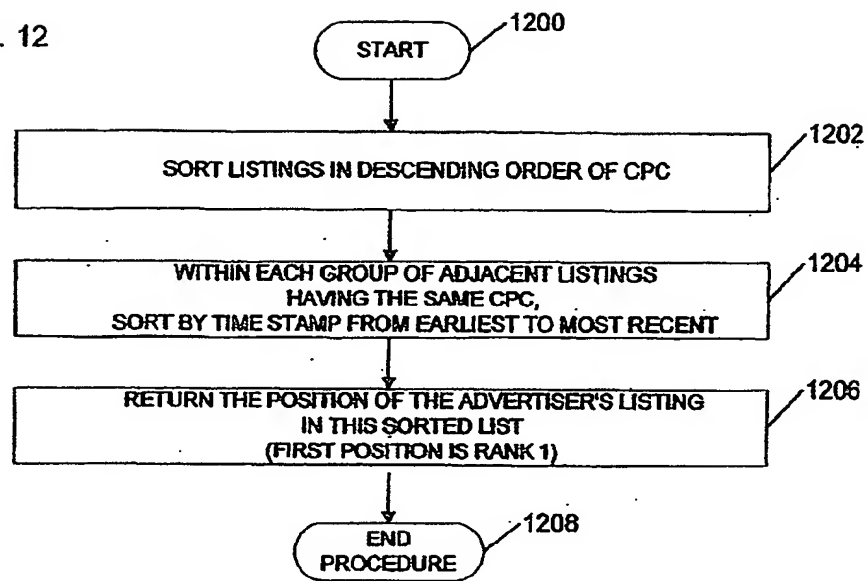 . 12
START
1200
SORT LISTINGS IN DESCENDING ORDER OF CPC
1202
WITHIN EACH GROUP OF ADJACENT LISTINGS
HAVING THE SAME CPC,
SORT BY TIME STAMP FROM EARLIEST TO MOST RECENT
1204
RETURN THE POSITION OF THE ADVERTISER'S LISTING
IN THIS SORTED LIST
(FIRST POSITION IS RANK 1)
1206
END
PROCEDURE
1208